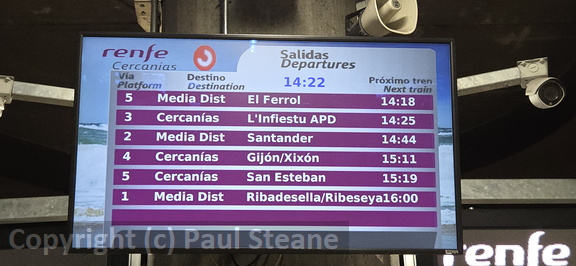 renfe
Cercanías
Salidas
Departures
14:22
Vía Destino Próximo tren
Platform Destination Next train
5 Media Dist El Ferrol 14:18
3 Cercanías L'Infiestu APD 14:25
2 Media Dist Santander 14:44
4 Cercanías Gijón/Xixón 15:11
5 Cercanías San Esteban 15:19
1 Media Dist Ribadesella/Ribeseya16:00
Copyright (c) Paul Steane
renfe